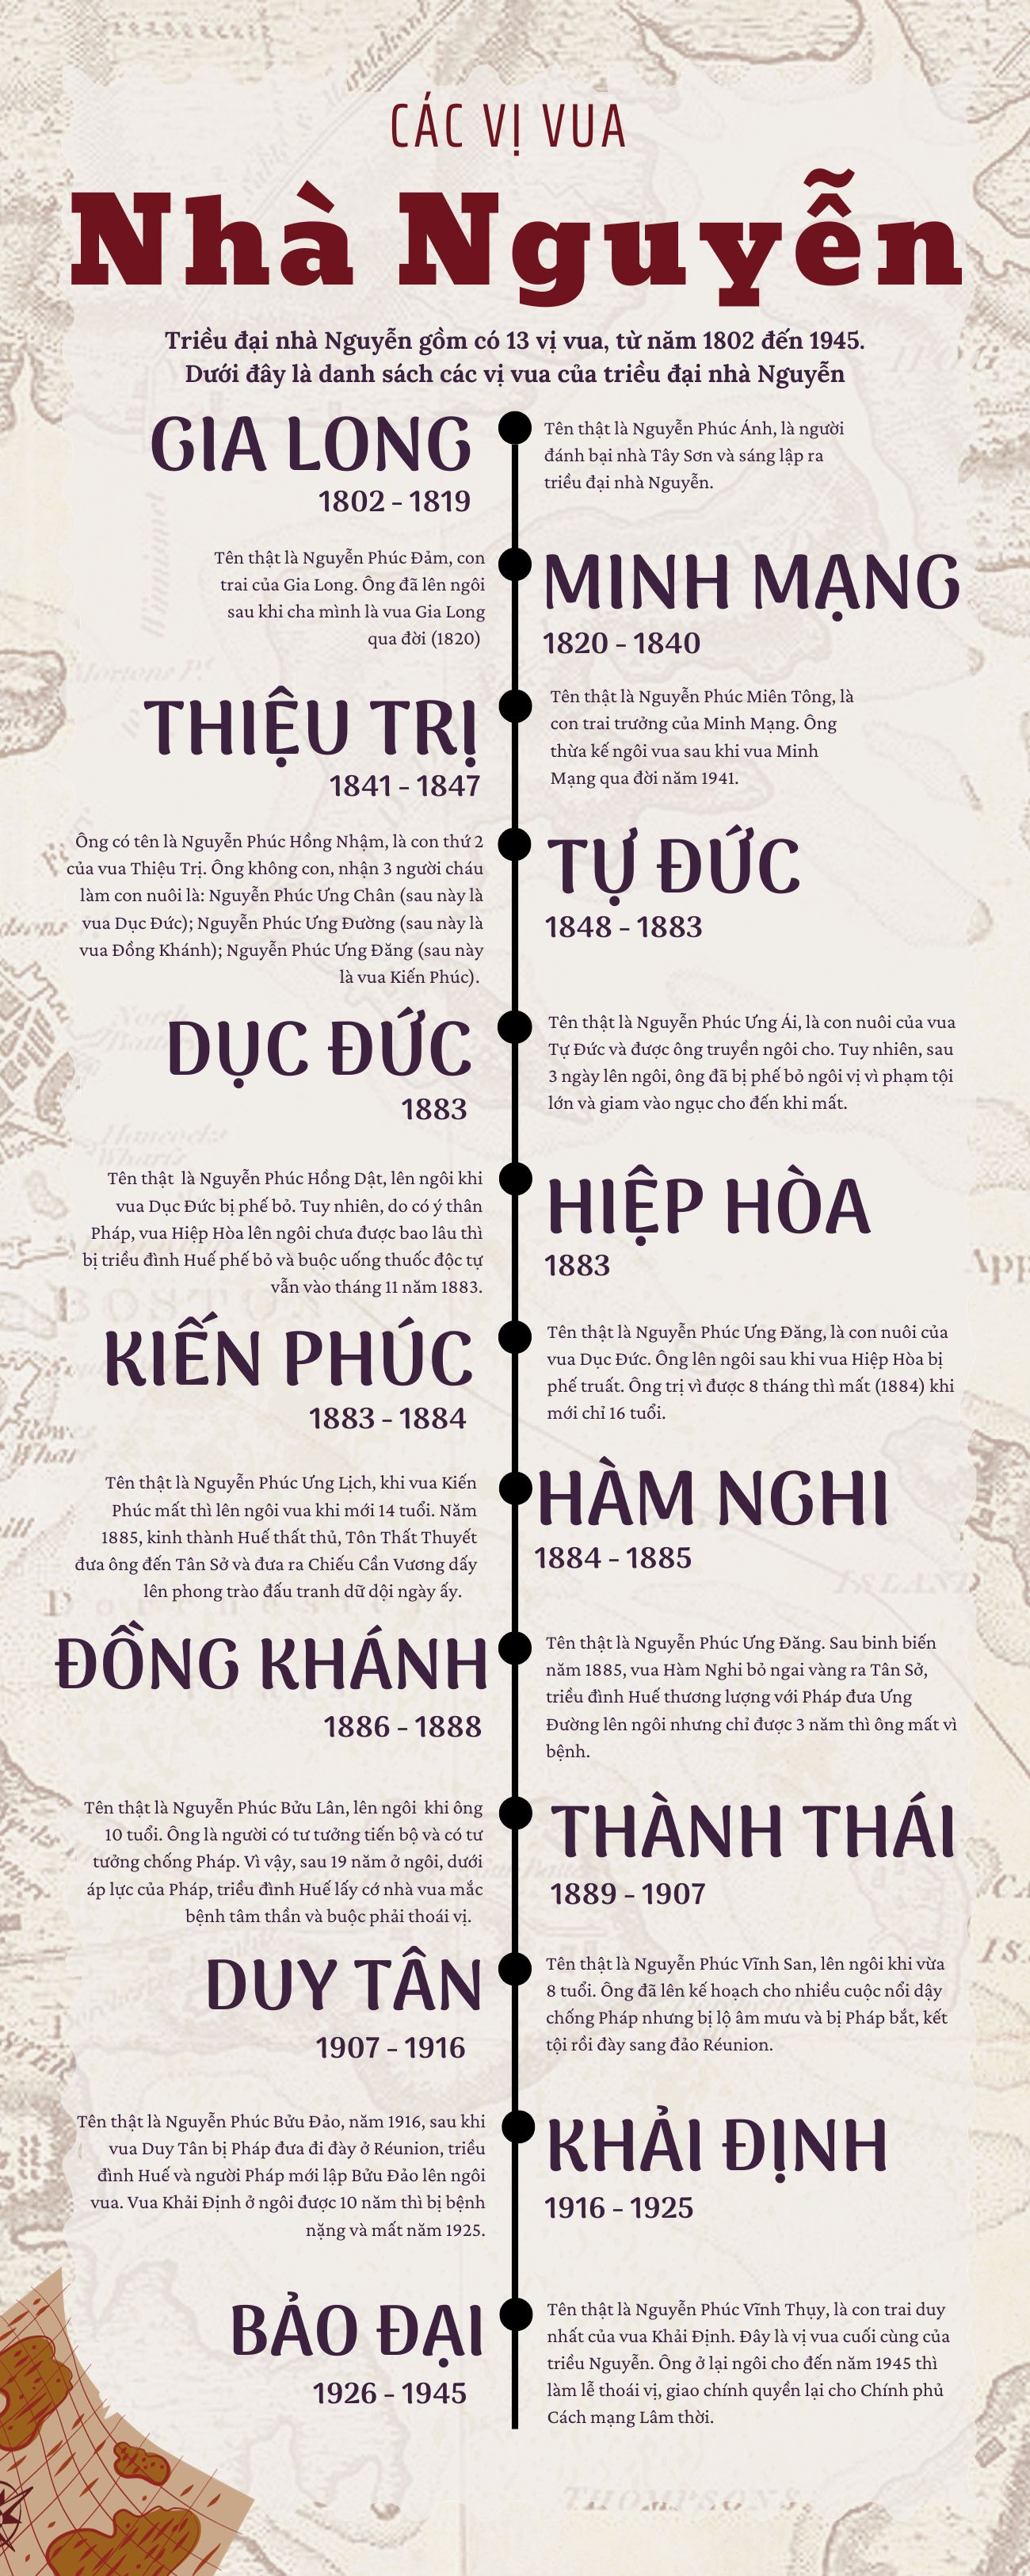 CÁC VỊ VUA
Nhà Nguyễn
Triều đại nhà Nguyễn gồm có 13 vị vua, từ năm 1802 đến 1945.
Dưới đây là danh sách các vị vua của triều đại nhà Nguyễn
GIA LONG
1802 - 1819
Tên thật là Nguyễn Phúc Ánh, là người
đánh bại nhà Tây Sơn và sáng lập ra
triều đại nhà Nguyễn.
MINH MẠNG
1820 - 1840
Tên thật là Nguyễn Phúc Đảm, con
trai của Gia Long. Ông đã lên ngôi
sau khi cha mình là vua Gia Long
qua đời (1820)
THIỆU TRỊ
1841 - 1847
Tên thật là Nguyễn Phúc Miên Tông, là
con trai trưởng của Minh Mạng. Ông
thừa kế ngôi vua sau khi vua Minh
Mạng qua đời năm 1941.
TỰ ĐỨC
1848 - 1883
Ông có tên là Nguyễn Phúc Hồng Nhậm, là con thứ 2
của vua Thiệu Trị. Ông không con, nhận 3 người cháu
làm con nuôi là: Nguyễn Phúc Ưng Chân (sau này là
vua Dục Đức); Nguyễn Phúc Ưng Đường (sau này là
vua Đồng Khánh); Nguyễn Phúc Ưng Đăng (sau này
là vua Kiến Phúc).
DỤC ĐỨC
1883
Tên thật là Nguyễn Phúc Ưng Ái, là con nuôi của vua
Tự Đức và được ông truyền ngôi cho. Tuy nhiên, sau
3 ngày lên ngôi, ông đã bị phế bỏ ngôi vị vì phạm tội
lớn và giam vào ngục cho đến khi mất.
HIỆP HÒA
1883
Tên thật là Nguyễn Phúc Hồng Dật, lên ngôi khi
vua Dục Đức bị phế bỏ. Tuy nhiên, do có ý thân
Pháp, vua Hiệp Hòa lên ngôi chưa được bao lâu thì
bị triều đình Huế phế bỏ và buộc uống thuốc độc tự
vẫn vào tháng 11 năm 1883.
KIẾN PHÚC
1883 - 1884
Tên thật là Nguyễn Phúc Ưng Đăng, là con nuôi của
vua Dục Đức. Ông lên ngôi sau khi vua Hiệp Hòa bị
phế truất. Ông trị vì được 8 tháng thì mất (1884) khi
mới chỉ 16 tuổi.
HÀM NGHI
1884 - 1885
Tên thật là Nguyễn Phúc Ưng Lịch, khi vua Kiến
Phúc mất thì lên ngôi vua khi mới 14 tuổi. Năm
1885, kinh thành Huế thất thủ, Tôn Thất Thuyết
đưa ông đến Tân Sở và đưa ra Chiếu Cần Vương dấy
lên phong trào đấu tranh dữ dội ngày ấy.
ĐỒNG KHÁNH
1886 - 1888
Tên thật là Nguyễn Phúc Ưng Đăng. Sau binh biến
năm 1885, vua Hàm Nghi bỏ ngai vàng ra Tân Sở,
triều đình Huế thương lượng với Pháp đưa Ưng
Đường lên ngôi nhưng chỉ được 3 năm thì ông mất vì
bệnh.
THÀNH THÁI
1889 - 1907
Tên thật là Nguyễn Phúc Bửu Lân, lên ngôi khi ông
10 tuổi. Ông là người có tư tưởng tiến bộ và có tư
tưởng chống Pháp. Vì vậy, sau 19 năm ở ngôi, dưới
áp lực của Pháp, triều đình Huế lấy cớ nhà vua mắc
bệnh tâm thần và buộc phải thoái vị.
DUY TÂN
1907 - 1916
Tên thật là Nguyễn Phúc Vĩnh San, lên ngôi khi vừa
8 tuổi. Ông đã lên kế hoạch cho nhiều cuộc nổi dậy
chống Pháp nhưng bị lộ âm mưu và bị Pháp bắt, kết
tội rồi đày sang đảo Réunion.
KHẢI ĐỊNH
1916 - 1925
Tên thật là Nguyễn Phúc Bửu Đảo, năm 1916, sau khi
vua Duy Tân bị Pháp đưa đi đày ở Réunion, triều
đình Huế và người Pháp mới lập Bửu Đảo lên ngôi
vua. Vua Khải Định ở ngôi được 10 năm thì bị bệnh
nặng và mất năm 1925.
BẢO ĐẠI
1926 - 1945
Tên thật là Nguyễn Phúc Vĩnh Thụy, là con trai duy
nhất của vua Khải Định. Đây là vị vua cuối cùng của
triều Nguyễn. Ông ở lại ngôi cho đến năm 1945 thì
làm lễ thoái vị, giao chính quyền lại cho Chính phủ
Cách mạng Lâm thời.